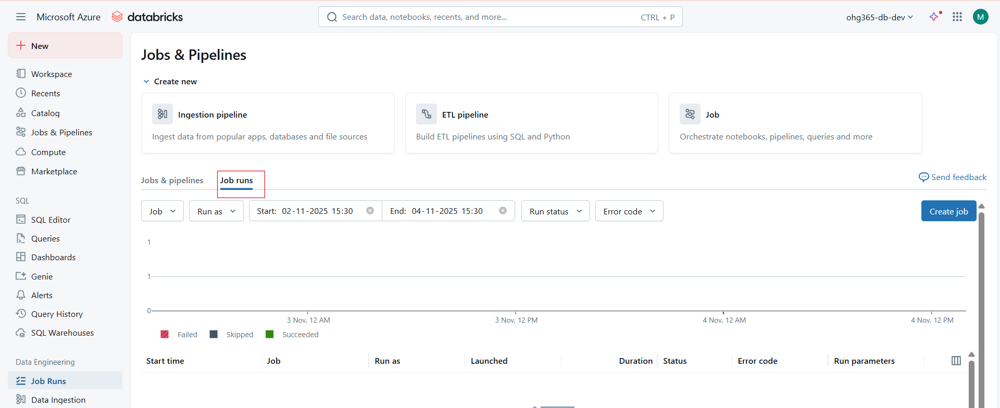 Microsoft Azure databricks
Search data, notebooks, recents, and more... CTRL + P
ohg365-db-dev
M
New
Workspace
Recents
Catalog
Jobs & Pipelines
Compute
Marketplace
SQL
SQL Editor
Queries
Dashboards
Genie
Alerts
Query History
SQL Warehouses
Data Engineering
Job Runs
Data Ingestion
Jobs & Pipelines
Create new
Ingestion pipeline
Ingest data from popular apps, databases and file sources
ETL pipeline
Build ETL pipelines using SQL and Python
Job
Orchestrate notebooks, pipelines, queries and more
Jobs & pipelines Job runs
Send feedback
Job Run as Start: 02-11-2025 15:30 End: 04-11-2025 15:30 Run status Error code Create job
1
1
0
3 Nov, 12 AM 3 Nov, 12 PM 4 Nov, 12 AM 4 Nov, 12 PM
Failed Skipped Succeeded
Start time Job Run as Launched Duration Status Error code Run parameters